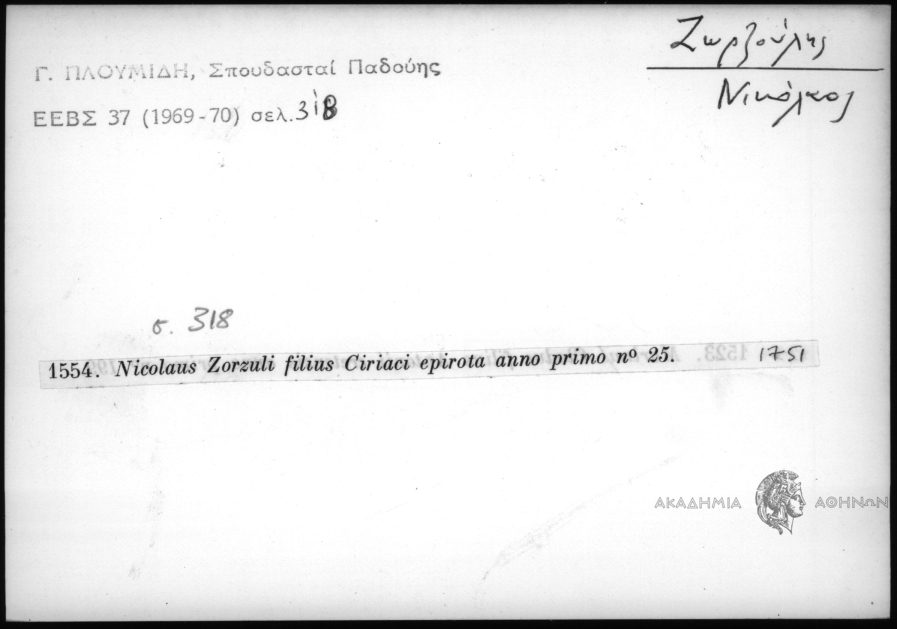 Ζωρζούλης
Νικόλαος
Γ. ΠΛΟΥΜΙΔΗ, Σπουδασταί Παδούης
ΕΕΒΣ 37 (1969-70) σελ. 318
σ. 318
1554. Nicolaus Zorzuli filius Ciriaci epirota anno primo nº 25. 1751
ΑΚΑΔΗΜΙΑ ΑΘΗΝΩΝ